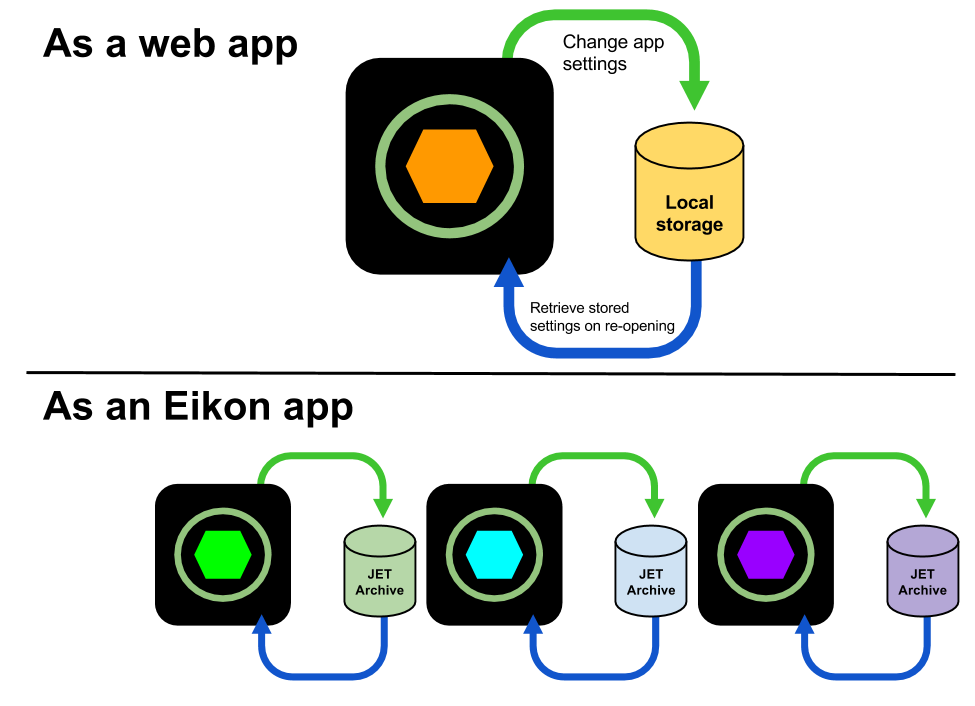 As a web app
Change app
settings
Local
storage
Retrieve stored
settings on re-opening
As an Eikon app
JET
Archive
JET
Archive
JET
Archive